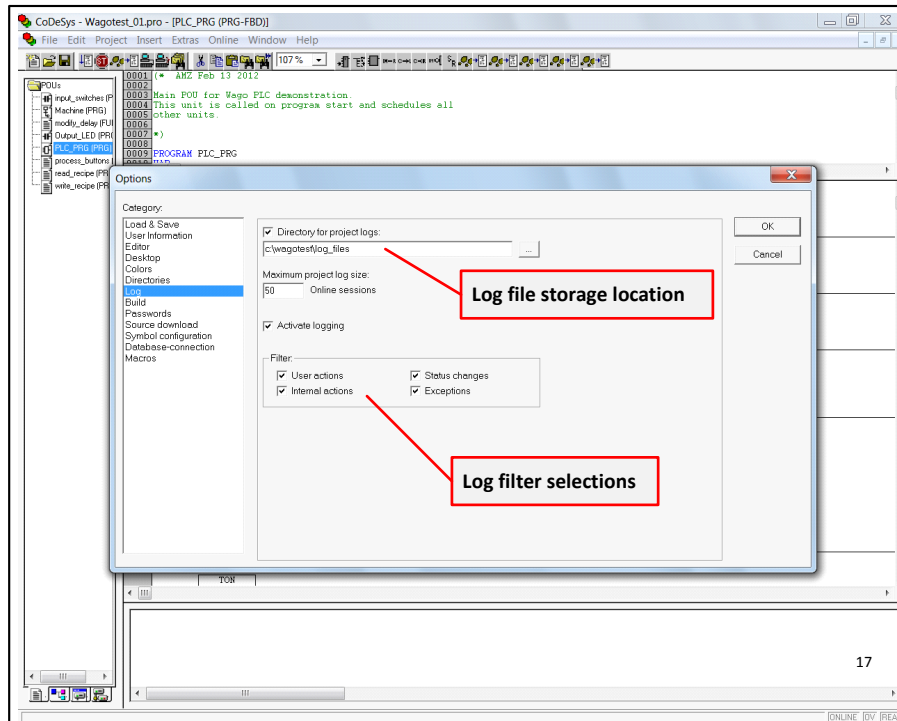 CoDeSys - Wagotest_01.pro - [PLC_PRG (PRG-FBD)]
File Edit Project Insert Extras Online Window Help
107 %
POUs
input_switches (P
Machine (PRG)
modify_delay (FUI
Output_LED (PR
PLC_PRG (PRG)
process_buttons
read_recipe (PR
write_recipe (PR
0001 (* AMZ Feb 13 2012
0002
0003 Main POU for Wago PLC demonstration.
0004 This unit is called on program start and schedules all
0005 other units.
0006
0007 *)
0008
0009 PROGRAM PLC_PRG
Options
Category:
Load & Save
User Information
Editor
Desktop
Colors
Directories
Log
Build
Passwords
Source download
Symbol configuration
Database-connection
Macros
Directory for project logs:
c:\wagotest\log_files
...
Maximum project log size:
50 Online sessions
Activate logging
Filter:
User actions
Status changes
Internal actions
Exceptions
OK
Cancel
Log file storage location
Log filter selections
TON
17
ONLINE OV REA